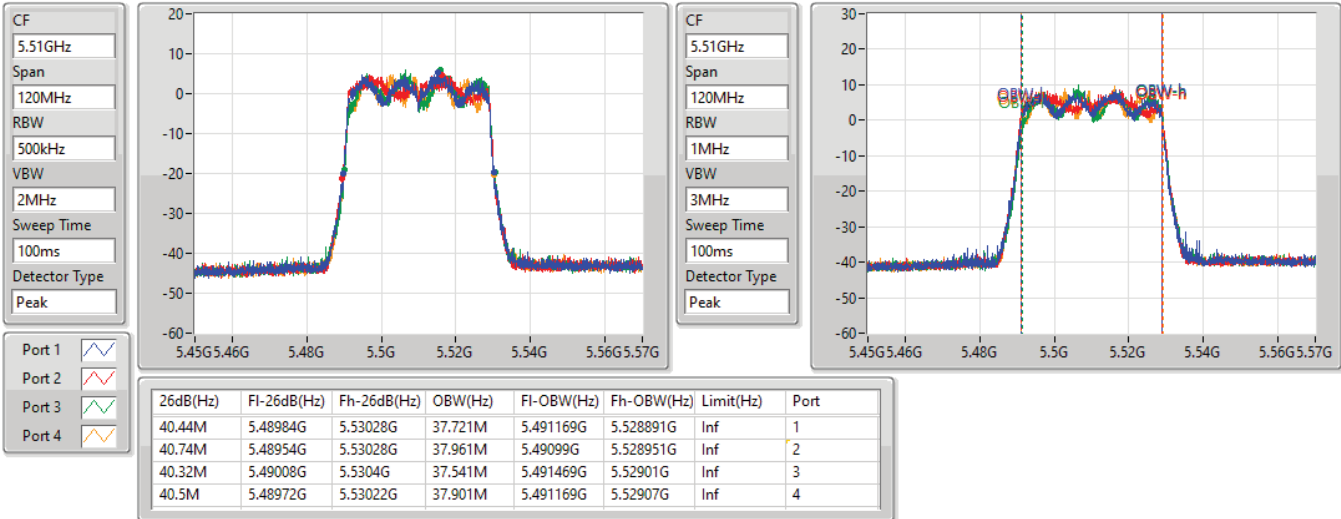 CF
5.51GHz
Span
120MHz
RBW
500kHz
VBW
2MHz
Sweep Time
100ms
Detector Type
Peak
20
10
0
-10
-20
-30
-40
-50
-60
5.45G 5.46G 5.48G 5.5G 5.52G 5.54G 5.56G 5.57G
CF
5.51GHz
Span
120MHz
RBW
1MHz
VBW
3MHz
Sweep Time
100ms
Detector Type
Peak
30
20
10
0
-10
-20
-30
-40
-50
-60
OBW-h
5.45G 5.46G 5.48G 5.5G 5.52G 5.54G 5.56G 5.57G
Port 1
Port 2
Port 3
Port 4
26dB(Hz) Fl-26dB(Hz) Fh-26dB(Hz) OBW(Hz) Fl-OBW(Hz) Fh-OBW(Hz) Limit(Hz) Port
40.44M 5.48984G 5.53028G 37.721M 5.491169G 5.528891G Inf 1
40.74M 5.48954G 5.53028G 37.961M 5.49099G 5.528951G Inf 2
40.32M 5.49008G 5.5304G 37.541M 5.491469G 5.52901G Inf 3
40.5M 5.48972G 5.53022G 37.901M 5.491169G 5.52907G Inf 4